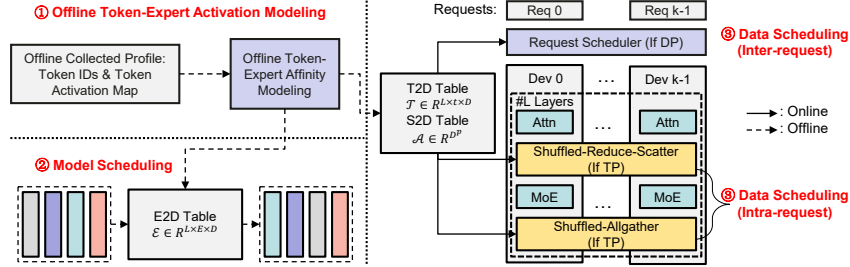 ① Offline Token-Expert Activation Modeling
Offline Collected Profile:
Token IDs & Token
Activation Map
Offline Token-
Expert Affinity
Modeling
② Model Scheduling
E2D Table
ℰ ∈ R^{L×E×D}
Requests:
Req 0
Req k-1
Request Scheduler (If DP)
③ Data Scheduling
(Inter-request)
T2D Table
𝒯 ∈ R^{L×t×D}
S2D Table
𝒜 ∈ R^{D^p}
Dev 0
...
Dev k-1
#L Layers
Attn
...
Attn
Shuffled-Reduce-Scatter
(If TP)
MoE
...
MoE
Shuffled-Allgather
(If TP)
: Online
: Offline
③ Data Scheduling
(Intra-request)